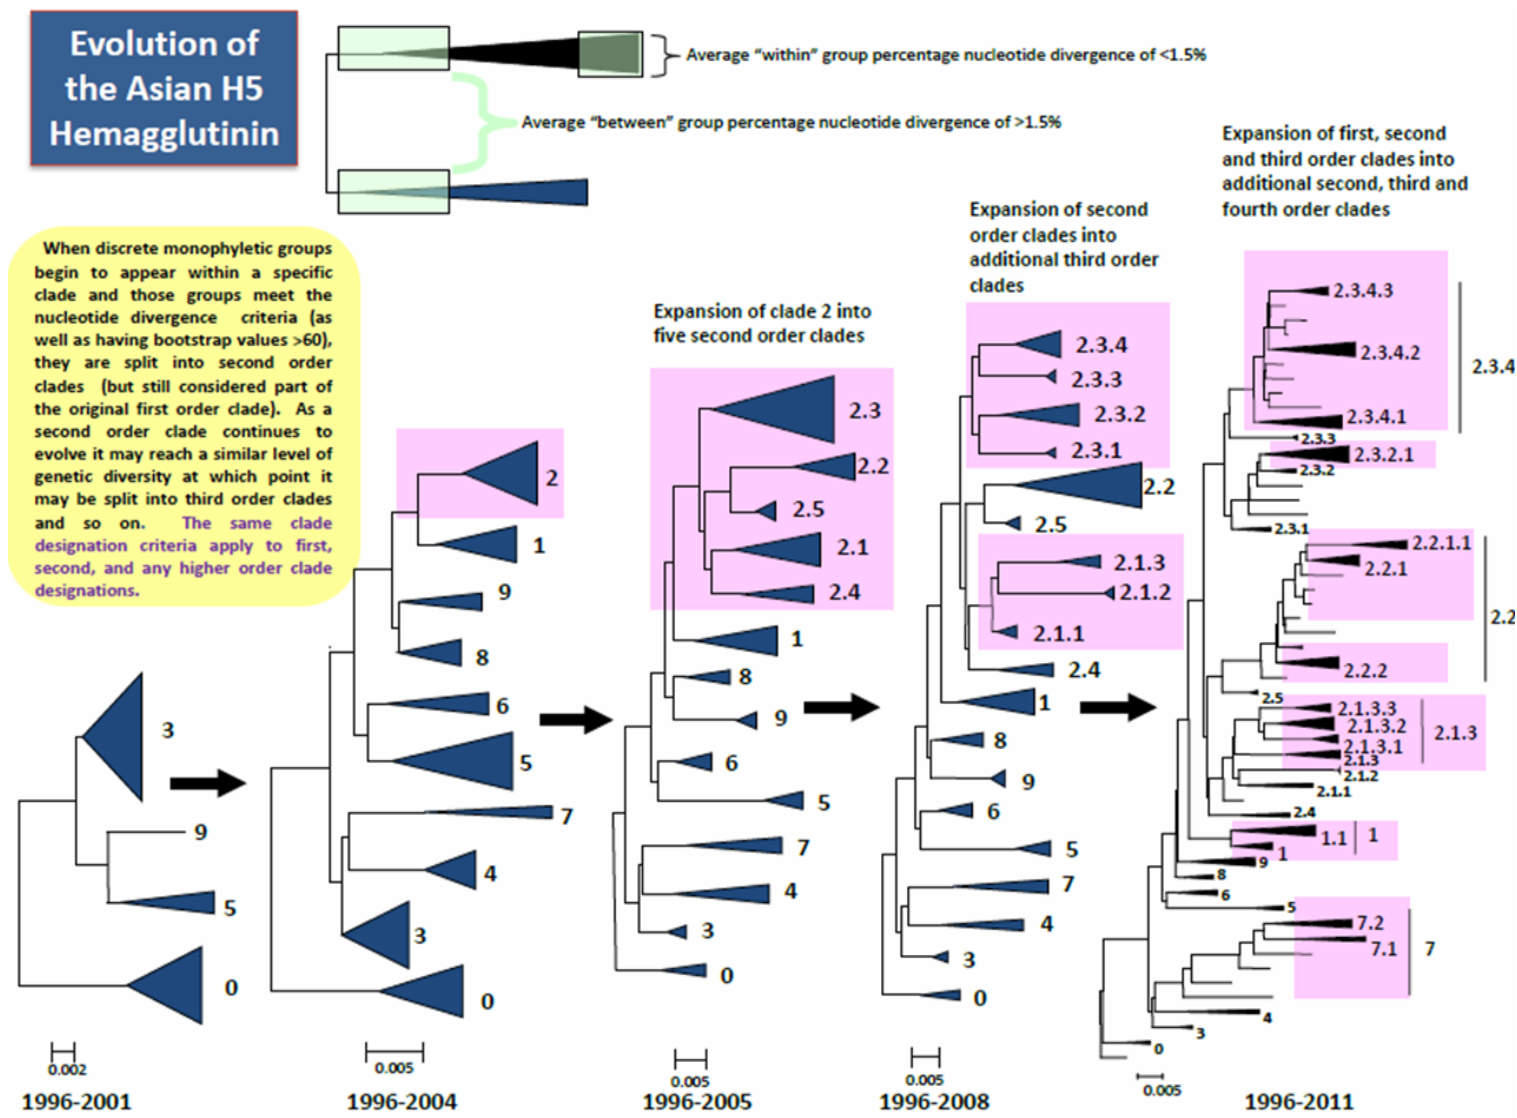 Evolution of
the Asian H5
Hemagglutinin
Average “within” group percentage nucleotide divergence of <1.5%
Average “between” group percentage nucleotide divergence of >1.5%
When discrete monophyletic groups
begin to appear within a specific
clade and those groups meet the
nucleotide divergence criteria (as
well as having bootstrap values >60),
they are split into second order
clades (but still considered part of
the original first order clade). As a
second order clade continues to
evolve it may reach a similar level of
genetic diversity at which point it
may be split into third order clades
and so on. The same clade
designation criteria apply to first,
second, and any higher order clade
designations.
3
9
5
0
0.002
1996-2001
2
1
9
8
6
5
7
4
3
0
0.005
1996-2004
Expansion of clade 2 into
five second order clades
2.3
2.2
2.5
2.1
2.4
1
8
9
6
5
7
4
3
0
0.005
1996-2005
Expansion of second
order clades into
additional third order
clades
2.3.4
2.3.3
2.3.2
2.3.1
2.2
2.5
2.1.3
2.1.2
2.1.1
2.4
1
8
9
6
5
7
4
3
0
0.005
1996-2008
Expansion of first, second
and third order clades into
additional second, third and
fourth order clades
2.3.4.3
2.3.4.2
2.3.4
2.3.4.1
2.3.3
2.3.2.1
2.3.2
2.3.1
2.2.1.1
2.2.1
2.2
2.2.2
2.5
2.1.3.3
2.1.3.2
2.1.3
2.1.3.1
2.1.3
2.1.2
2.1.1
2.4
1.1
1
1
9
8
6
5
7.2
7.1
7
4
3
0
0.005
1996-2011